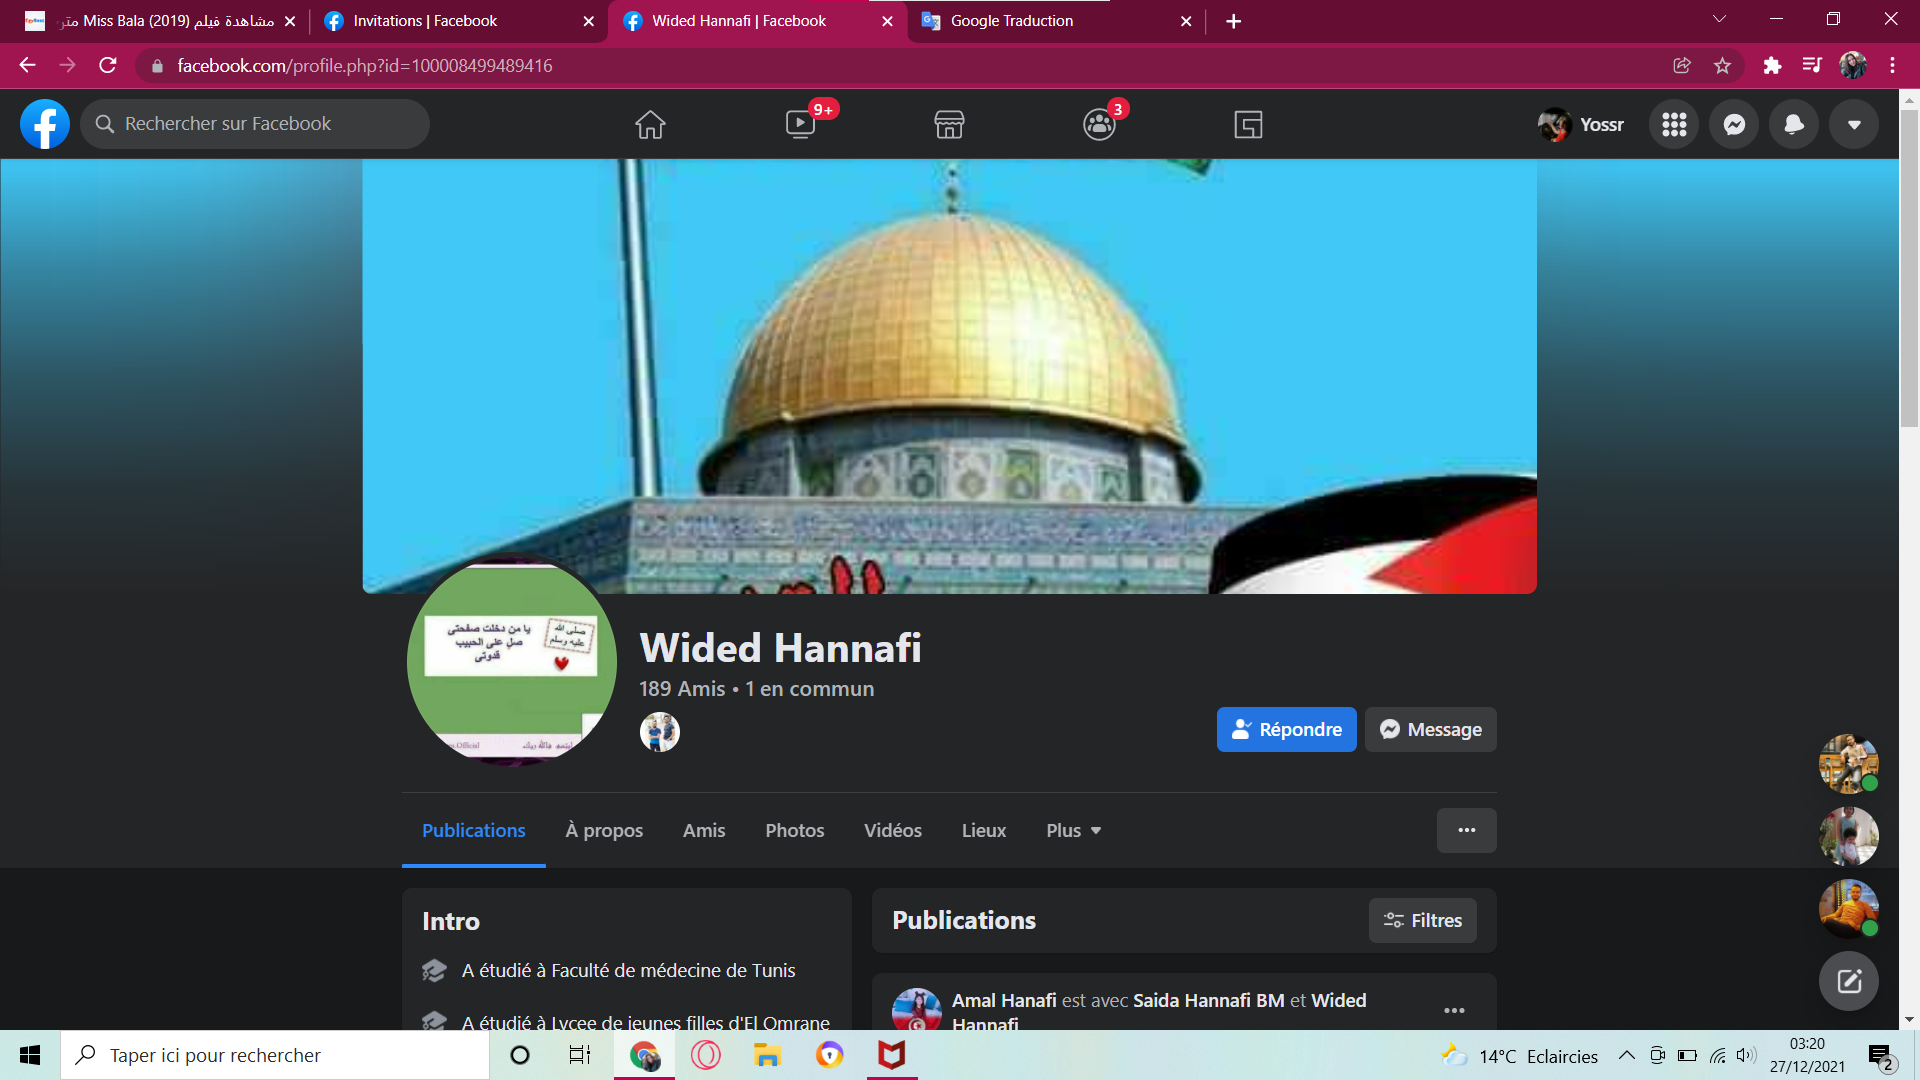 مشاهدة فيلم Miss Bala (2019) متر
Invitations | Facebook
Wided Hannafi | Facebook
Google Traduction
facebook.com/profile.php?id=100008499489416
Rechercher sur Facebook
9+
3
Yossr
يا من دخلت صفحتي
صل على الحبيب
قدوتي
صلى الله
عليه وسلم
Official
Wided Hannafi
189 Amis • 1 en commun
Répondre
Message
Publications
À propos
Amis
Photos
Vidéos
Lieux
Plus
Intro
A étudié à Faculté de médecine de Tunis
A étudié à Lycee de jeunes filles d'El Omrane
Publications
Filtres
Amal Hanafi est avec Saida Hannafi BM et Wided
Hannafi
Taper ici pour rechercher
14°C Eclaircies
03:20
27/12/2021
2